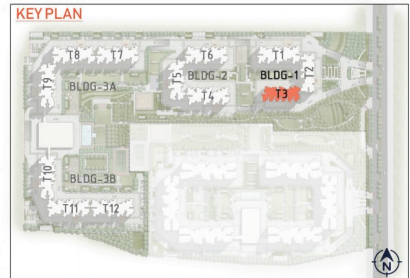 KEY PLAN
T8 T7 T6 T1
T9 BLDG-3A T5 BLDG-2 BLDG-1 T2
T4 T3
T10 BLDG-3B
T11 T12
N